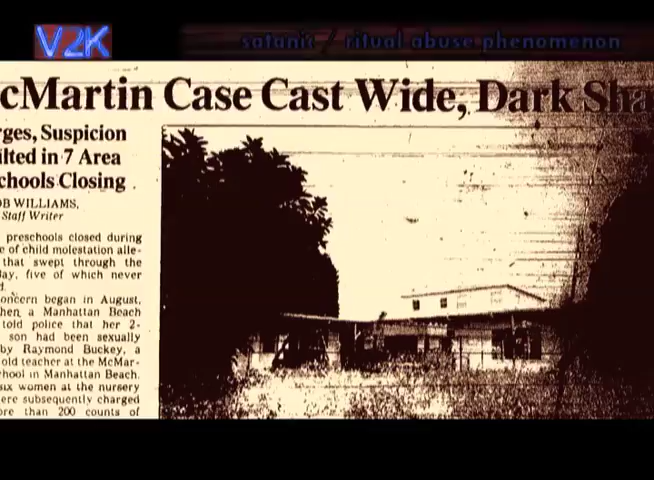 V2K
satanic / ritual abuse phenomenon
cMartin Case Cast Wide, Dark Sha
rges, Suspicion
ilted in 7 Area
chools Closing
OB WILLIAMS,
Staff Writer
preschools closed during
e of child molestation alle-
that swept through the
ay, five of which never
d.
oncern began in August,
hen a Manhattan Beach
told police that her 2-
son had been sexually
by Raymond Buckey, a
old teacher at the McMar-
chool in Manhattan Beach.
six women at the nursery
ere subsequently charged
ore than 200 counts of